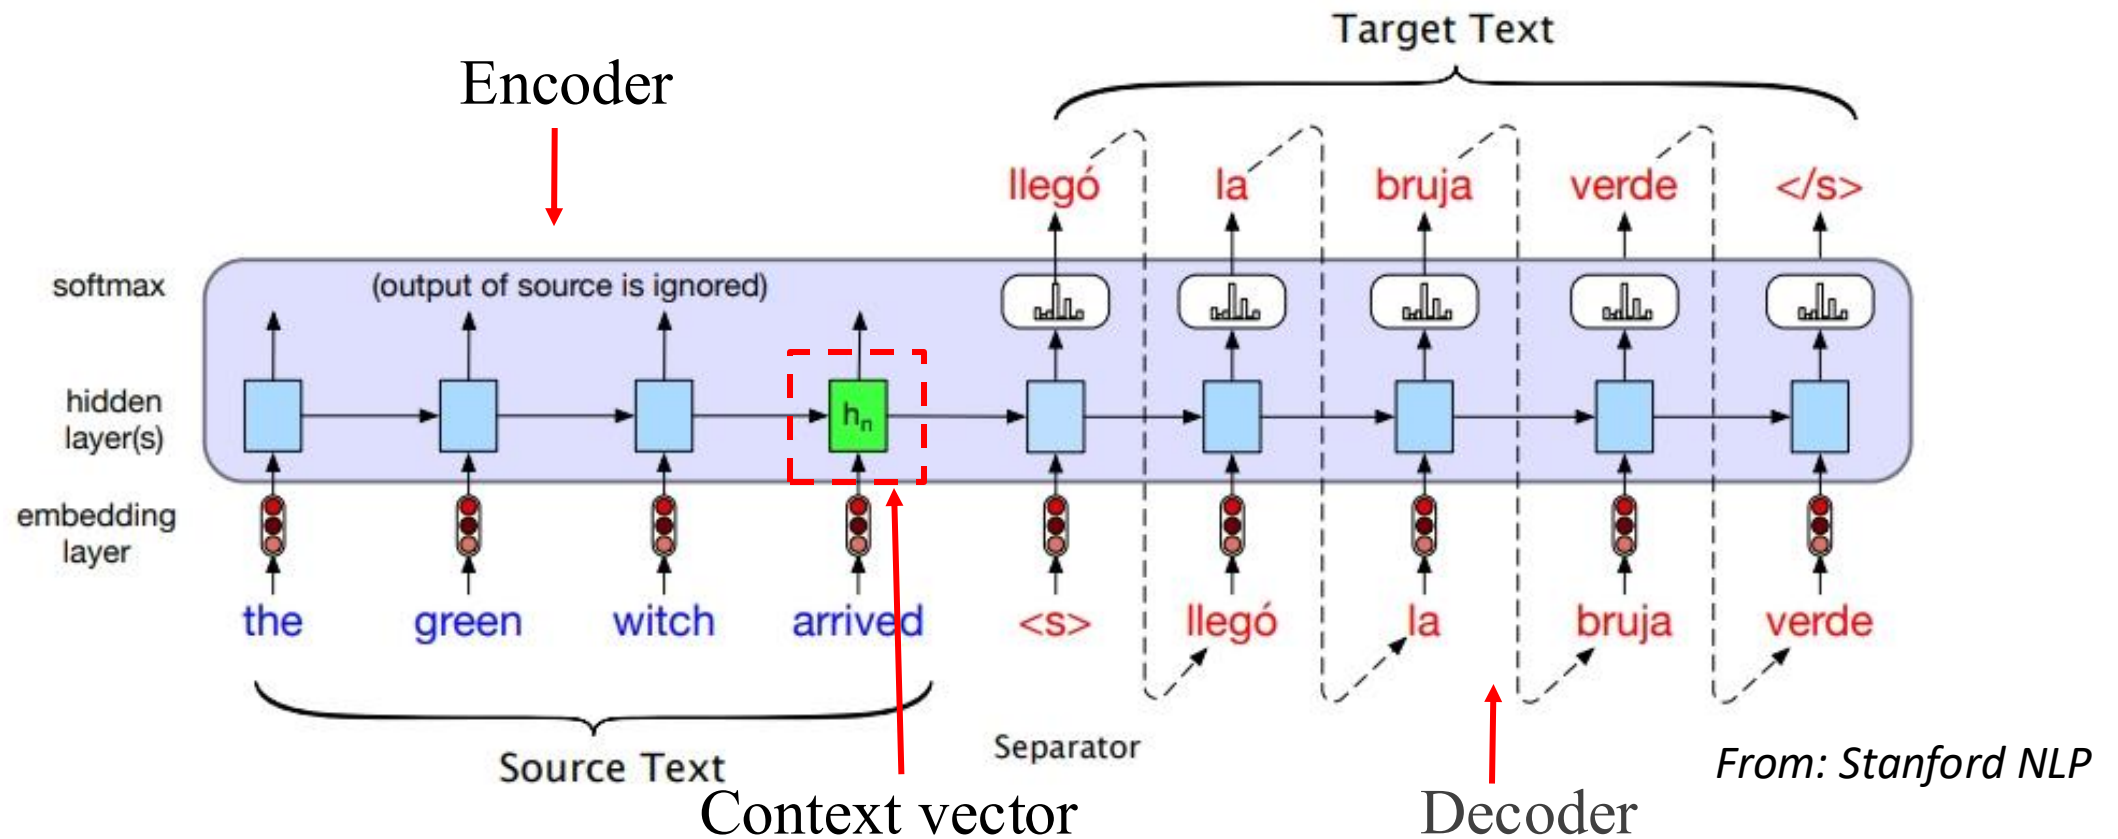 Target Text
Encoder
llegó la bruja verde </s>
softmax
(output of source is ignored)
hidden
layer(s)
hn
embedding
layer
the green witch arrived <s> llegó la bruja verde
Separator
Source Text
From: Stanford NLP
Context vector
Decoder